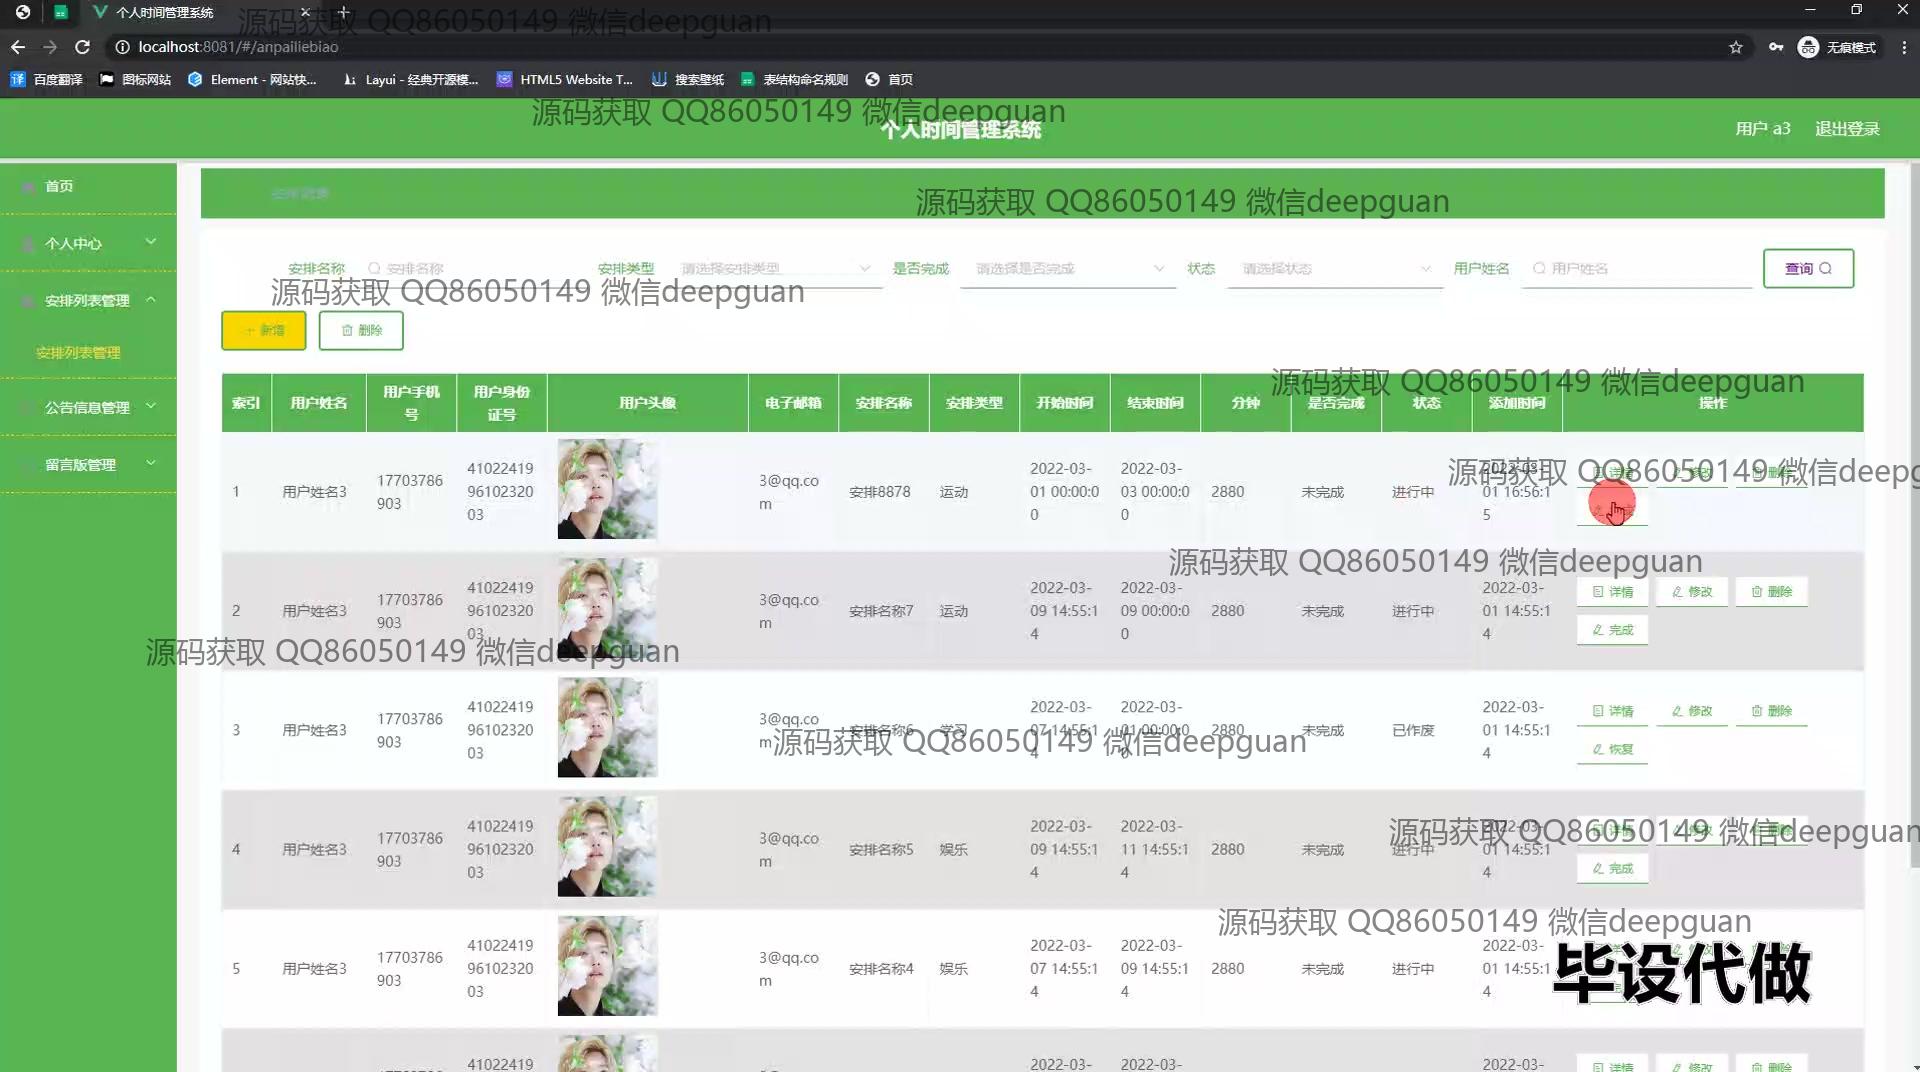 个人时间管理系统
localhost:8081/#/anpailiebiao
无痕模式
百度翻译 图标网站 Element - 网站快... Layui - 经典开源模... HTML5 Website T... 搜索壁纸 表结构命名规则 首页
个人时间管理系统 用户 a3 退出登录
首页
个人中心
安排列表管理
安排列表管理
公告信息管理
留言版管理
安排名称 安排名称 安排类型 请选择安排类型 是否完成 请选择是否完成 状态 请选择状态 用户姓名 用户姓名 查询
新增 删除
索引 用户姓名 用户手机号 用户身份证号 用户头像 电子邮箱 安排名称 安排类型 开始时间 结束时间 分钟 是否完成 状态 添加时间 操作
1 用户姓名3 17703786903 410224199610232003 3@qq.com 安排8878 运动 2022-03-01 00:00:00 2022-03-03 00:00:00 2880 未完成 进行中 2022-03-01 16:56:15 详情 修改 删除
2 用户姓名3 17703786903 410224199610232003 3@qq.com 安排名称7 运动 2022-03-09 14:55:14 2022-03-09 00:00:00 2880 未完成 进行中 2022-03-01 14:55:14 详情 修改 删除 完成
3 用户姓名3 17703786903 410224199610232003 3@qq.com 安排名称6 学习 2022-03-07 14:55:14 2022-03-01 00:00:00 2880 未完成 已作废 2022-03-01 14:55:14 详情 修改 删除 恢复
4 用户姓名3 17703786903 410224199610232003 3@qq.com 安排名称5 娱乐 2022-03-09 14:55:14 2022-03-11 14:55:14 2880 未完成 进行中 2022-03-01 14:55:14 详情 修改 删除 完成
5 用户姓名3 17703786903 410224199610232003 3@qq.com 安排名称4 娱乐 2022-03-07 14:55:14 2022-03-09 14:55:14 2880 未完成 进行中 2022-03-01 14:55:14
41022419 2022-03- 2022-03- 2022-03- 详情 修改 删除
源码获取 QQ86050149 微信deepguan
源码获取 QQ86050149 微信deepguan
源码获取 QQ86050149 微信deepguan
源码获取 QQ86050149 微信deepguan
源码获取 QQ86050149 微信deepguan
源码获取 QQ86050149 微信deepg
源码获取 QQ86050149 微信deepguan
源码获取 QQ86050149 微信deepguan
源码获取 QQ86050149 微信deepguan
源码获取 QQ86050149 微信deepguan
源码获取 QQ86050149 微信deepguan
毕设代做